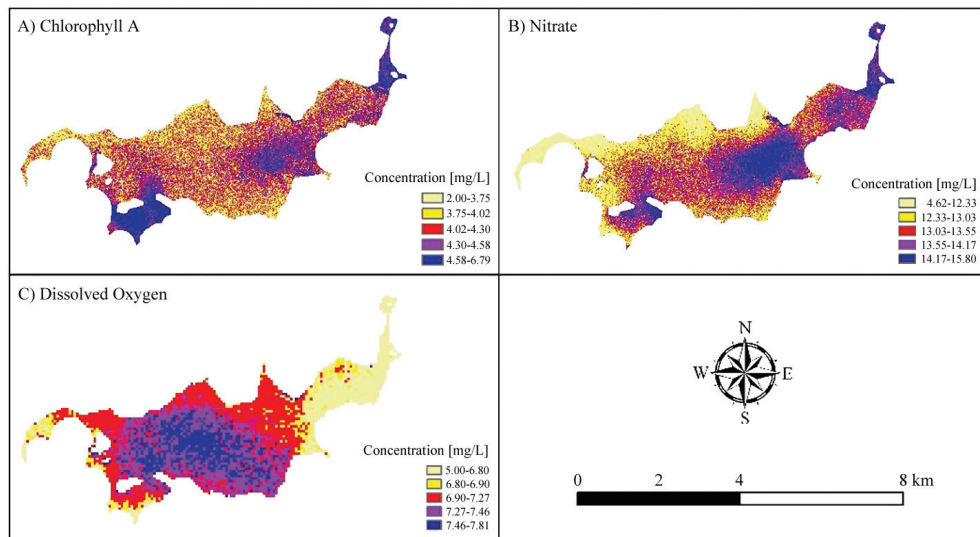 A) Chlorophyll A
Concentration [mg/L]
2.00-3.75
3.75-4.02
4.02-4.30
4.30-4.58
4.58-6.79
B) Nitrate
Concentration [mg/L]
4.62-12.33
12.33-13.03
13.03-13.55
13.55-14.17
14.17-15.80
C) Dissolved Oxygen
Concentration [mg/L]
5.00-6.80
6.80-6.90
6.90-7.27
7.27-7.46
7.46-7.81
N
W E
S
0 2 4 8 km